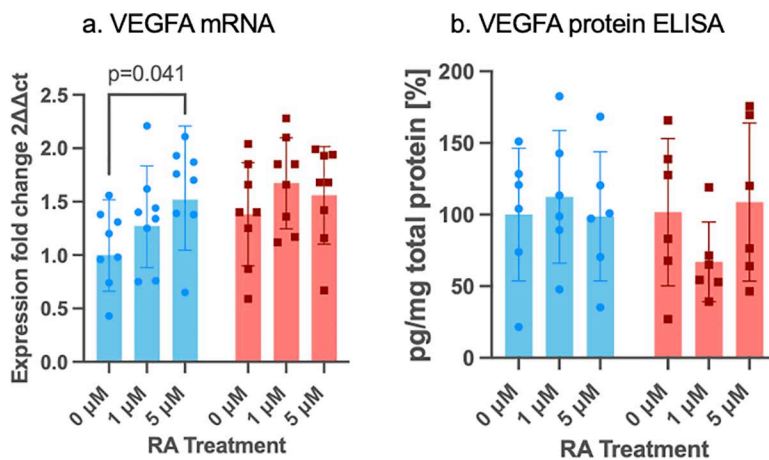 a. VEGFA mRNA
p=0.041
Expression fold change 2ΔΔct
2.5
2.0
1.5
1.0
0.5
0.0
0 μM
1 μM
5 μM
0 μM
1 μM
5 μM
RA Treatment
b. VEGFA protein ELISA
pg/mg total protein [%]
200
150
100
50
0
0 μM
1 μM
5 μM
0 μM
1 μM
5 μM
RA Treatment